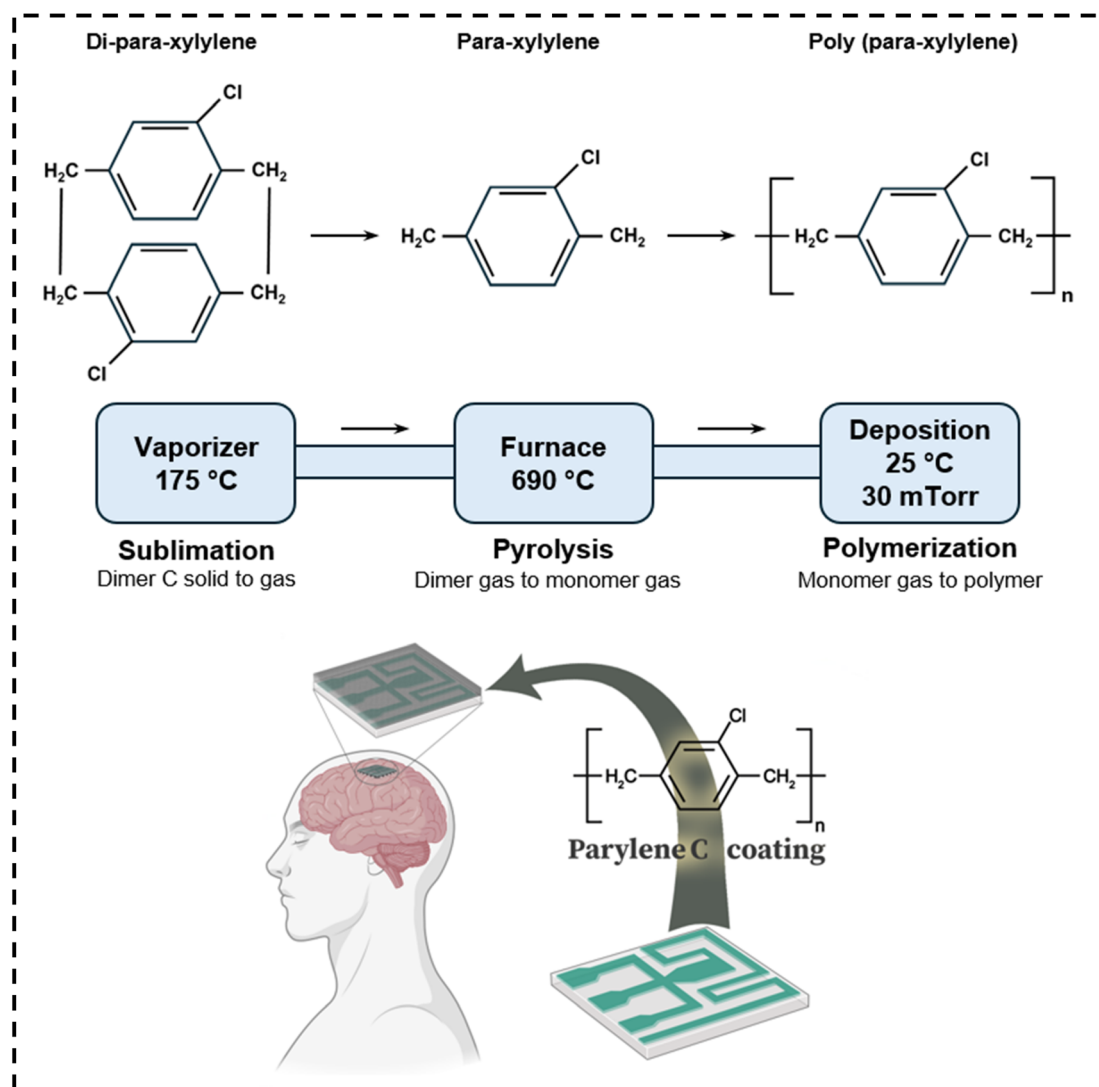 Di-para-xylylene
Para-xylylene
Poly (para-xylylene)
Cl
H₂C
CH₂
H₂C
CH₂
Cl
Cl
H₂C
CH₂
Cl
H₂C
CH₂
n
Vaporizer
175 °C
Furnace
690 °C
Deposition
25 °C
30 mTorr
Sublimation
Dimer C solid to gas
Pyrolysis
Dimer gas to monomer gas
Polymerization
Monomer gas to polymer
Cl
H₂C
CH₂
n
Parylene C coating